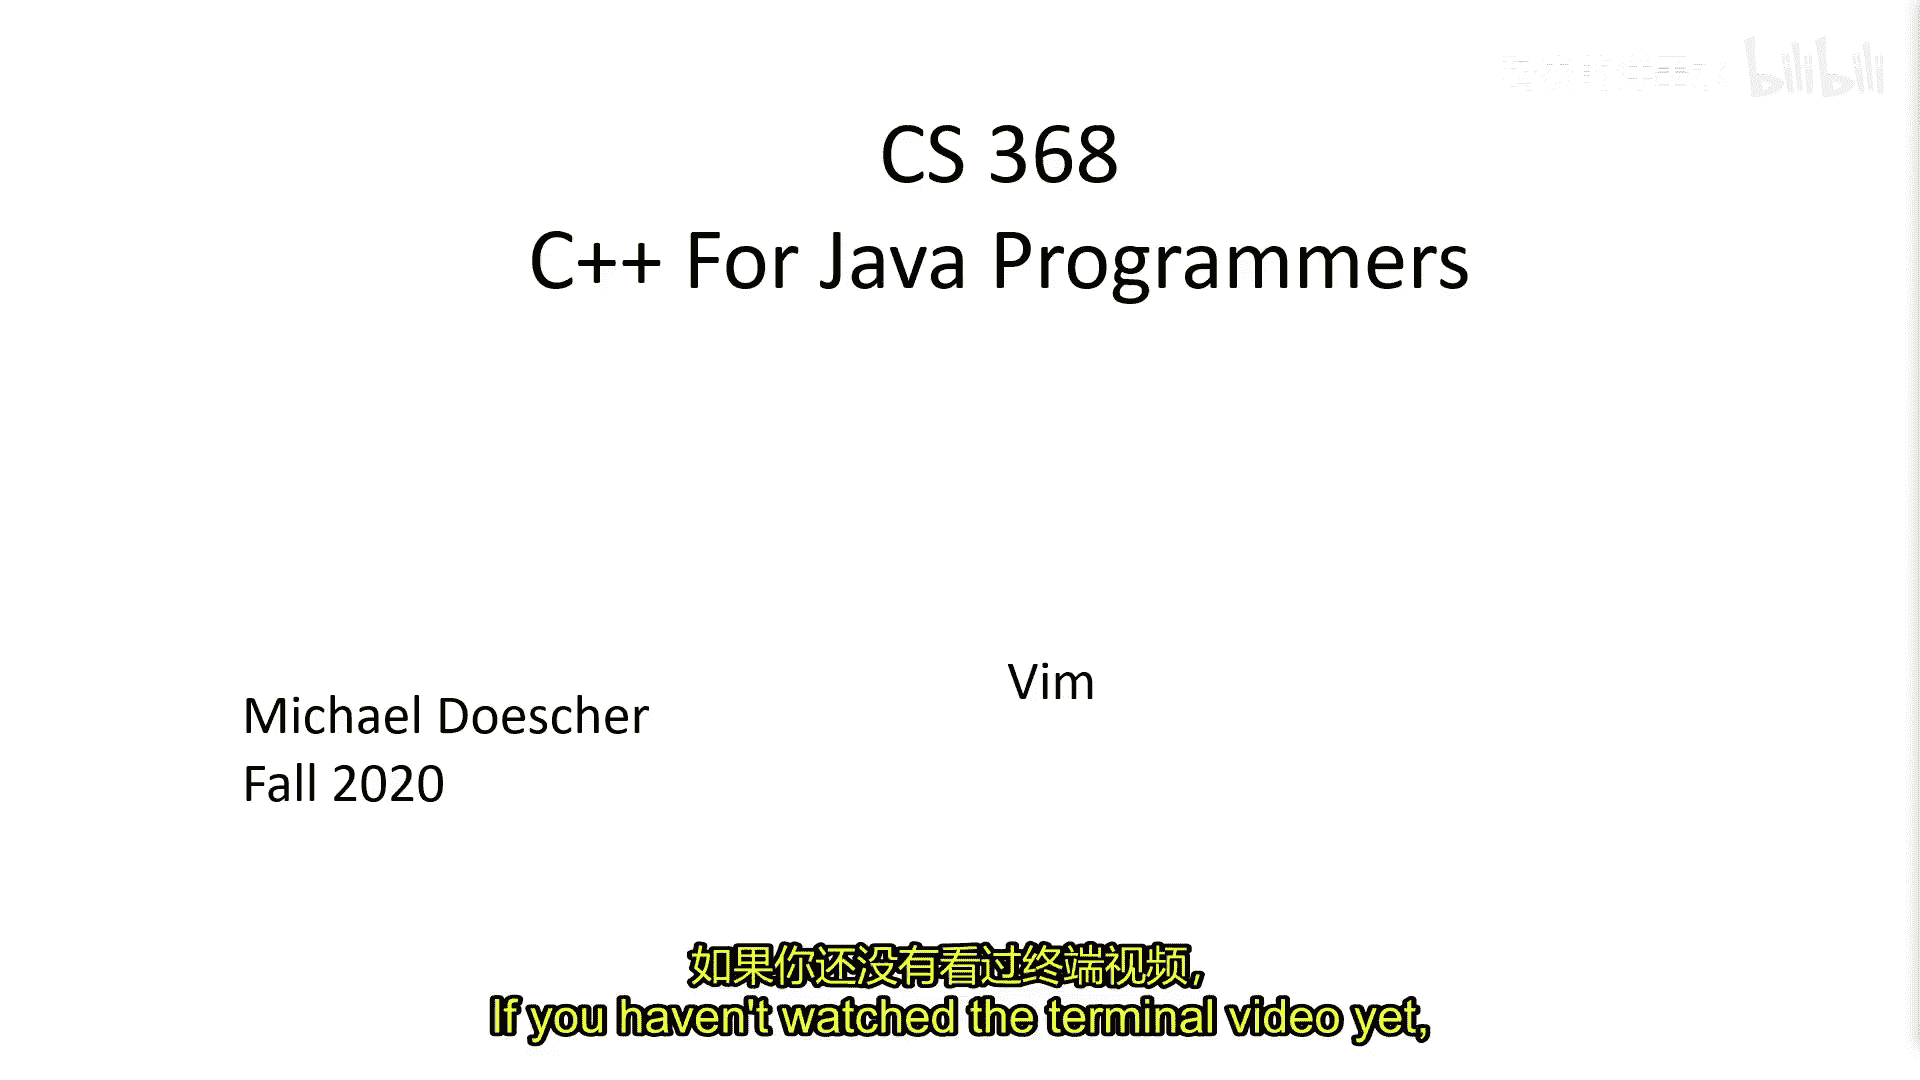 bilibili
CS 368
C++ For Java Programmers
Vim
Michael Doescher
Fall 2020
如果你还没有看过终端视频,
If you haven't watched the terminal video yet,